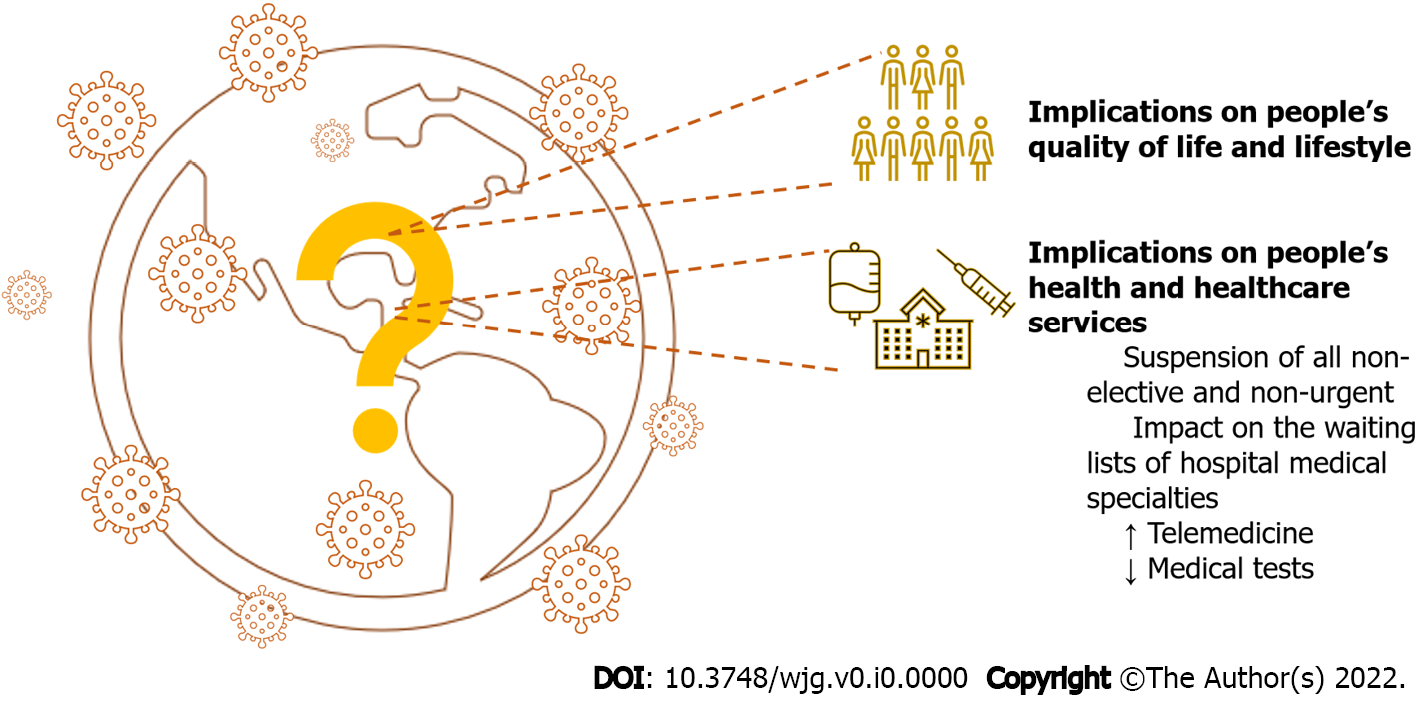 Implications on people's
quality of life and lifestyle
Implications on people's
health and healthcare
services
Suspension of all non-
elective and non-urgent
Impact on the waiting
lists of hospital medical
specialties
↑ Telemedicine
↓ Medical tests
DOI: 10.3748/wjg.v0.i0.0000 Copyright ©The Author(s) 2022.